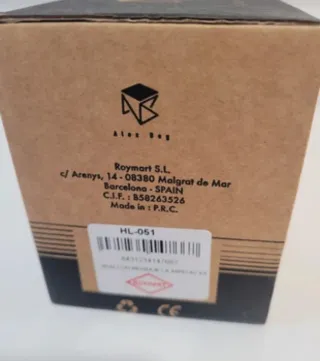 Alex Bog
Roymart S.L.
c/ Arenys, 14 - 08380 Malgrat de Mar
Barcelona - SPAIN
C.I.F. : B58263526
Made in : P.R.C.
HL-051
CE